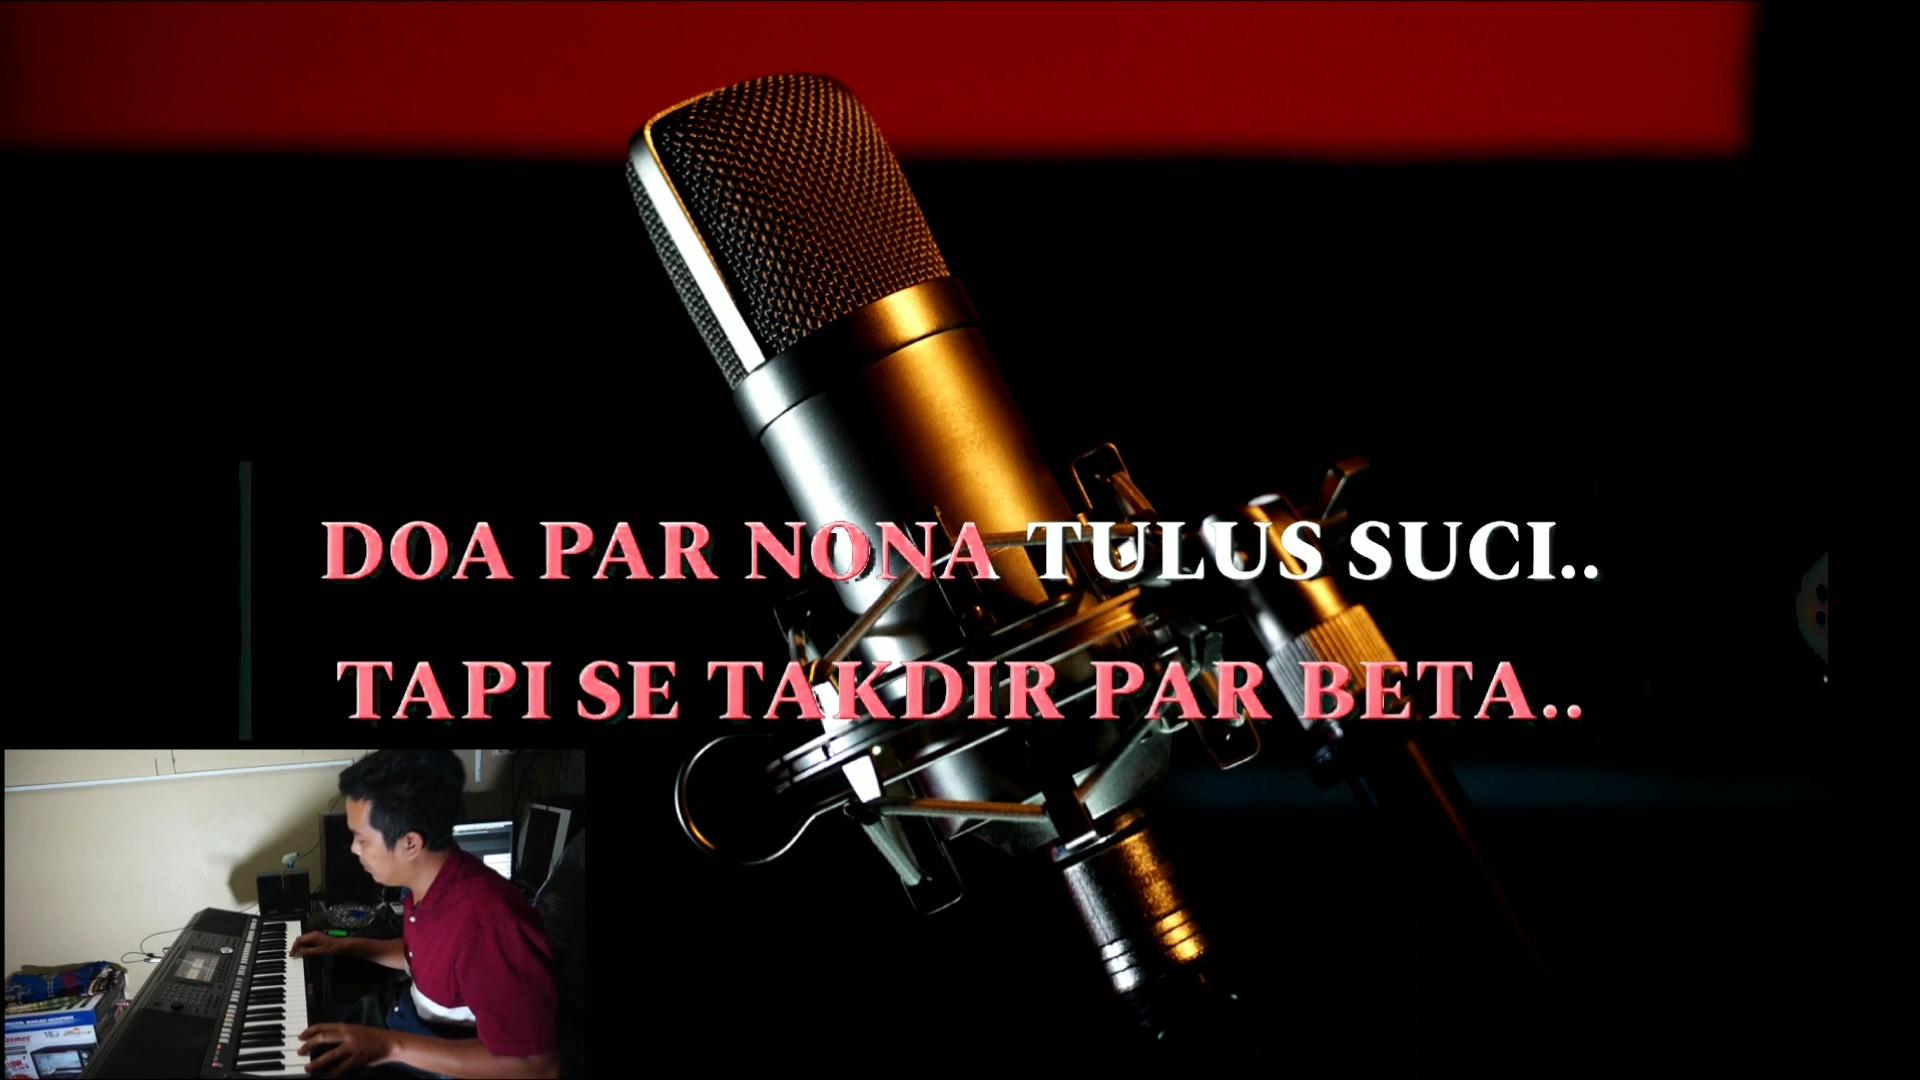 DOA PAR NONA TULUS SUCI..
TAPI SE TAKDIR PAR BETA..